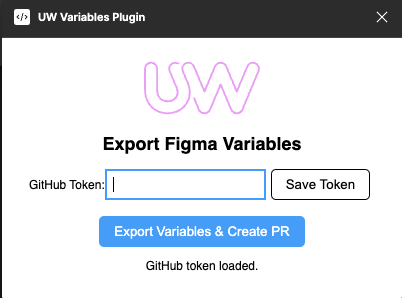 UW Variables Plugin
UW
Export Figma Variables
GitHub Token:
Save Token
Export Variables & Create PR
GitHub token loaded.